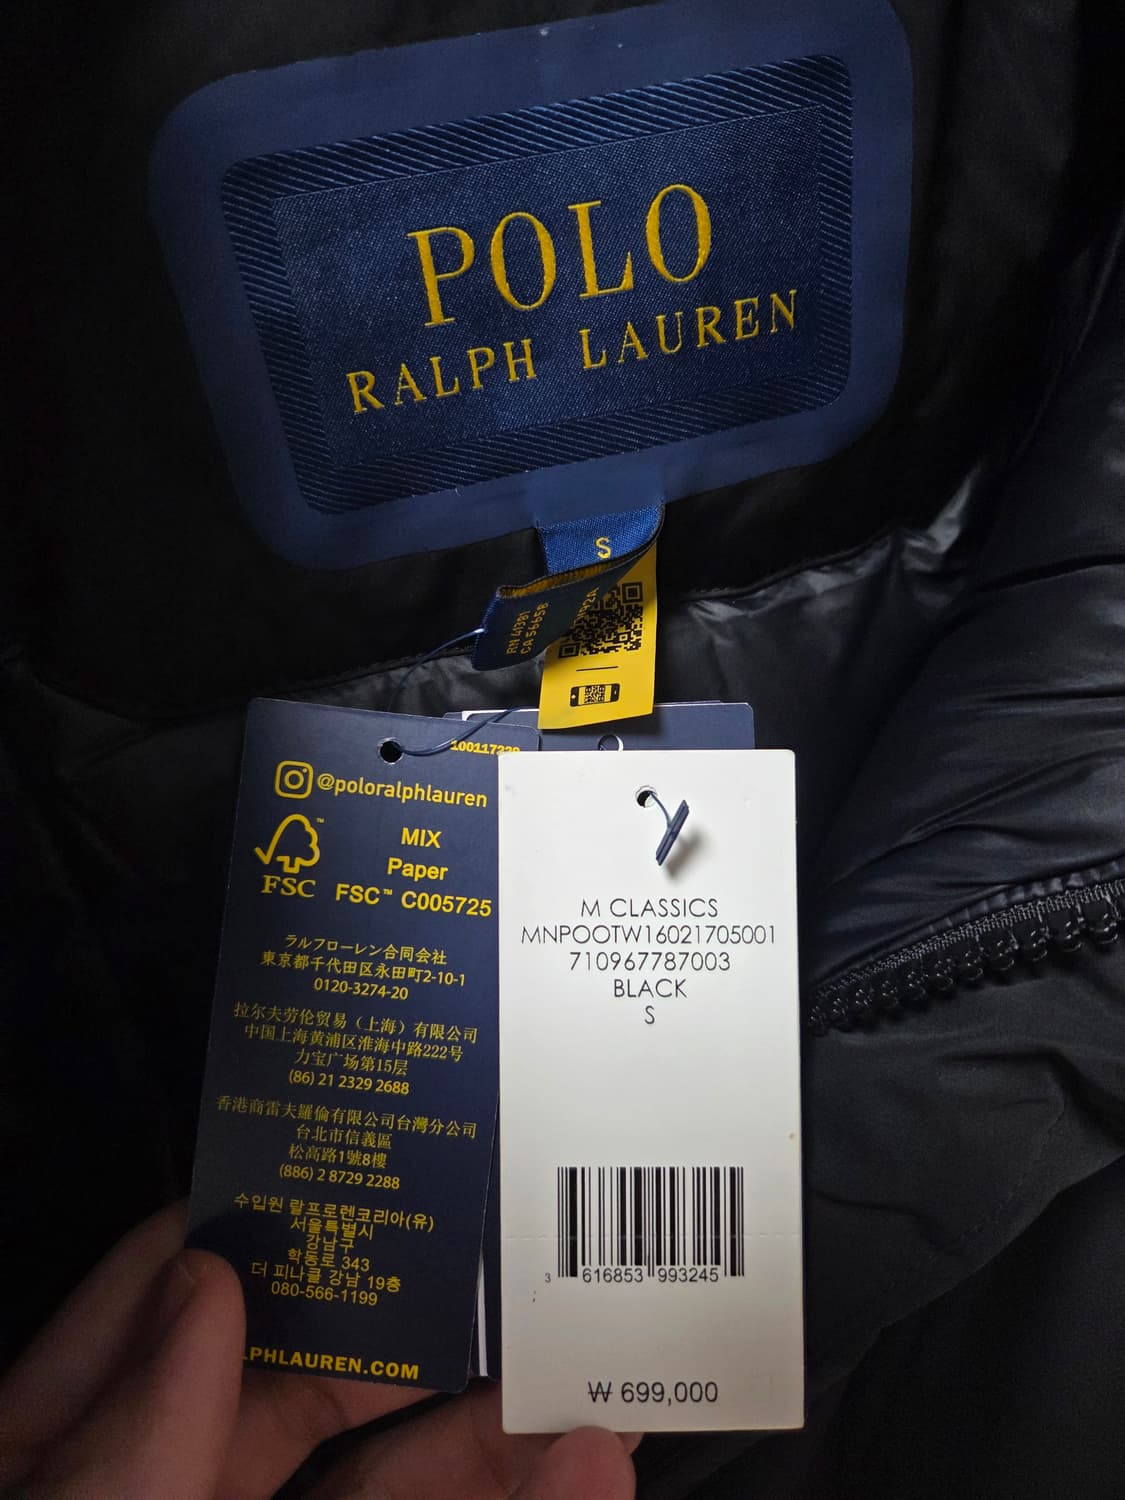 POLO
RALPH LAUREN
S
RN 41381
CA 56658
@poloralphlauren
MIX
Paper
FSC™ C005725
FSC
ラルフローレン合同会社
東京都千代田区永田町2-10-1
0120-3274-20
拉尔夫劳伦贸易（上海）有限公司
中国上海黄浦区淮海中路222号
力宝广场第15层
(86) 21 2329 2688
香港商雷夫羅倫有限公司台灣分公司
台北市信義區
松高路1號8樓
(886) 2 8729 2288
수입원 랄프로렌코리아(유)
서울특별시
강남구
학동로 343
더 피나클 강남 19층
080-566-1199
LPHLAUREN.COM
M CLASSICS
MNPOOTW16021705001
710967787003
BLACK
S
3 616853 993245
₩ 699,000